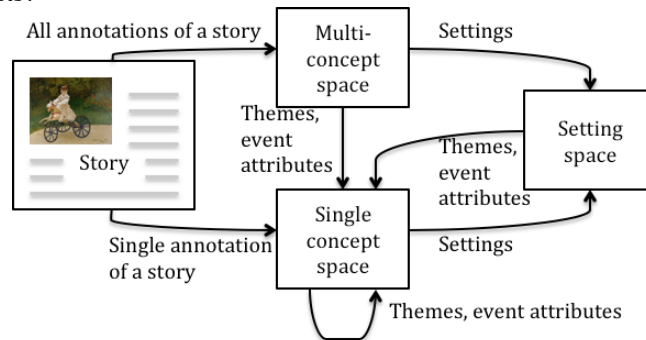 All annotations of a story
Multi-
concept
space
Settings
Story
Themes,
event
attributes
Themes,
event
attributes
Setting
space
Single annotation
of a story
Single
concept
space
Settings
Themes, event attributes